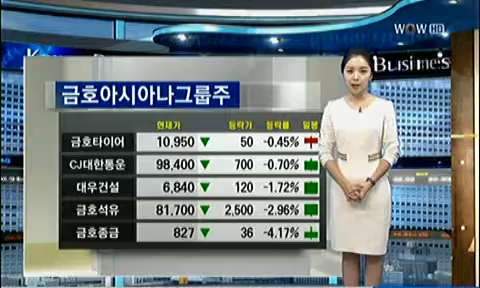 WOW HD
Business
금호아시아나그룹주
현재가 등락가 등락률 일봉
금호타이어 10,950 ▼ 50 -0.45%
CJ대한통운 98,400 ▼ 700 -0.70%
대우건설 6,840 ▼ 120 -1.72%
금호석유 81,700 ▼ 2,500 -2.96%
금호종금 827 ▼ 36 -4.17%